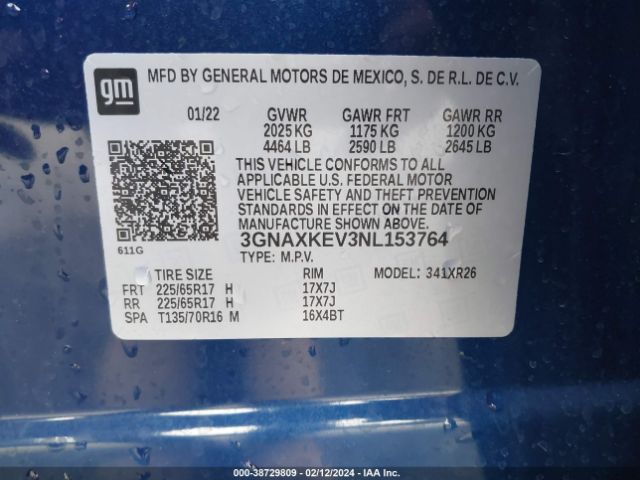 gm
MFD BY GENERAL MOTORS DE MEXICO, S. DE R.L. DE C.V.
01/22 GVWR GAWR FRT GAWR RR
2025 KG 1175 KG 1200 KG
4464 LB 2590 LB 2645 LB
THIS VEHICLE CONFORMS TO ALL
APPLICABLE U.S. FEDERAL MOTOR
VEHICLE SAFETY AND THEFT PREVENTION
STANDARDS IN EFFECT ON THE DATE OF
MANUFACTURE SHOWN ABOVE.
3GNAXKEV3NL153764
611G
TYPE: M.P.V.
TIRE SIZE RIM MODEL: 341XR26
FRT 225/65R17 H 17X7J
RR 225/65R17 H 17X7J
SPA T135/70R16 M 16X4BT
000-38729809 - 02/12/2024 - IAA Inc.